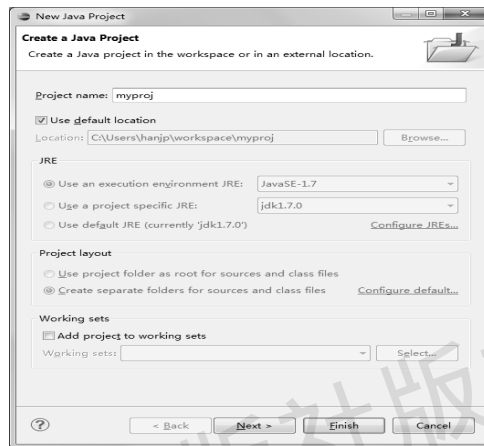 New Java Project
Create a Java Project
Create a Java project in the workspace or in an external location.
Project name: myproj
Use default location
Location: C:\Users\hanjp\workspace\myproj Browse...
JRE
Use an execution environment JRE: JavaSE-1.7
Use a project specific JRE: jdk1.7.0
Use default JRE (currently 'jdk1.7.0') Configure JREs...
Project layout
Use project folder as root for sources and class files
Create separate folders for sources and class files Configure default...
Working sets
Add project to working sets
Working sets: Select...
< Back Next > Finish Cancel